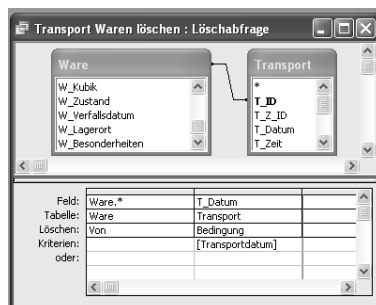 Transport Waren löschen : Löschabfrage
Ware
W_Kubik
W_Zustand
W_Verfallsdatum
W_Lagerort
W_Besonderheiten
Transport
*
T_ID
T_Z_ID
T_Datum
T_Zeit
Feld: Ware.* T_Datum
Tabelle: Ware Transport
Löschen: Von Bedingung
Kriterien: [Transportdatum]
oder: